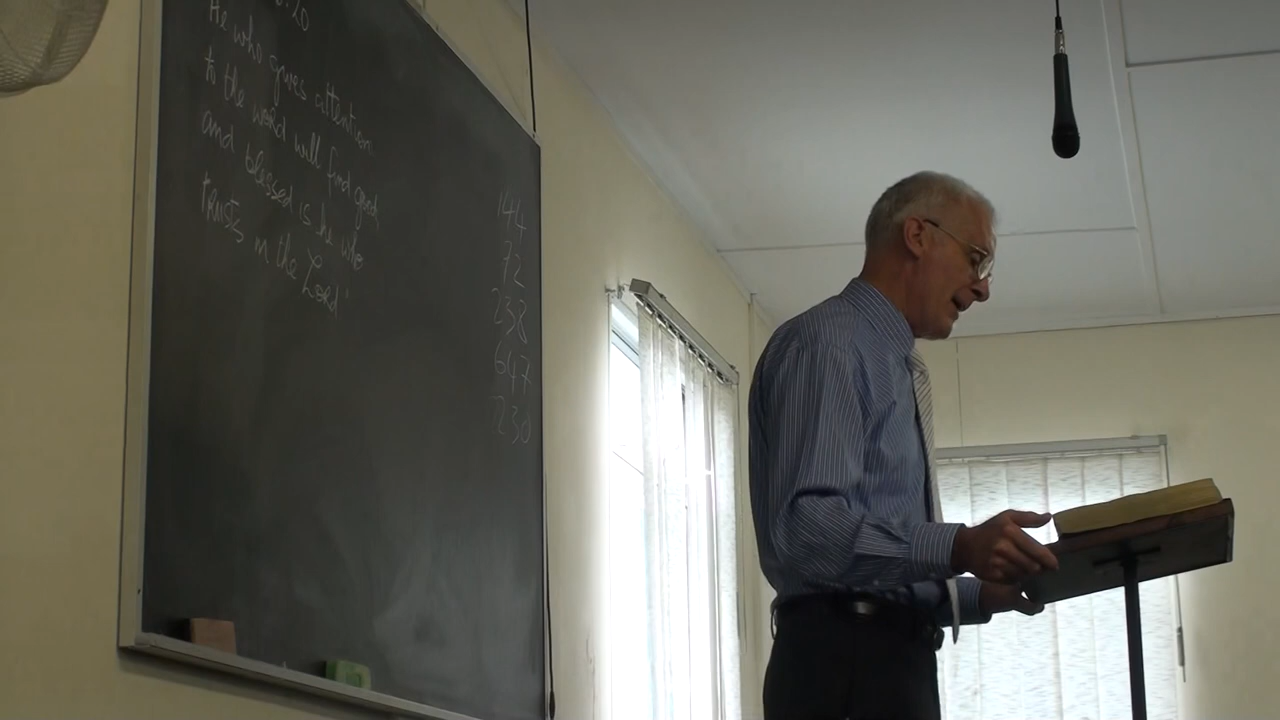 :20
He who gives attention
to the word will find good,
and blessed is he who
TRUSTS in the Lord"
144
72
238
647
230